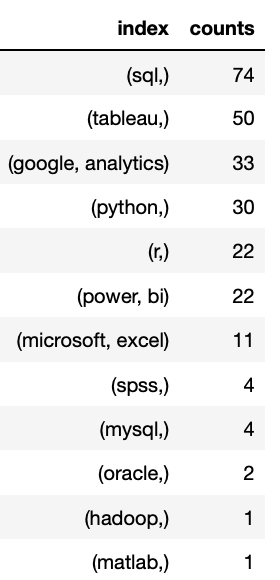 index counts
(sql,) 74
(tableau,) 50
(google, analytics) 33
(python,) 30
(r,) 22
(power, bi) 22
(microsoft, excel) 11
(spss,) 4
(mysql,) 4
(oracle,) 2
(hadoop,) 1
(matlab,) 1